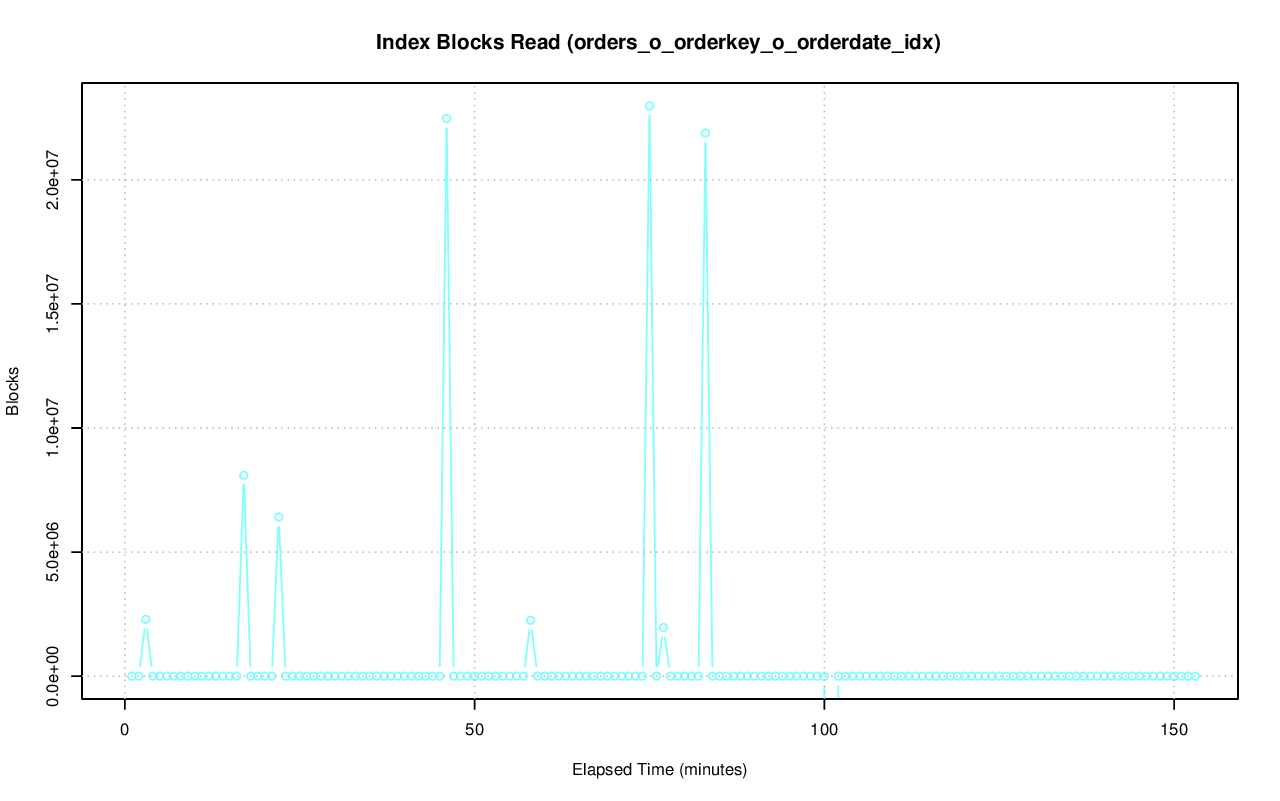 Index Blocks Read (orders_o_orderkey_o_orderdate_idx)
Blocks
2.0e+07
1.5e+07
1.0e+07
5.0e+06
0.0e+00
0 50 100 150
Elapsed Time (minutes)